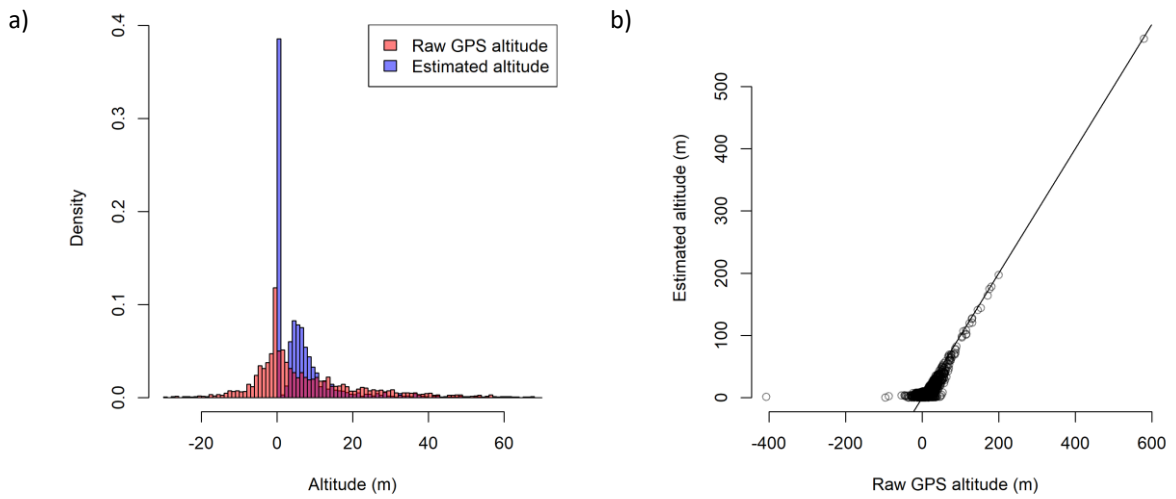 a)
Raw GPS altitude
Estimated altitude
Density
0.0
0.1
0.2
0.3
0.4
-20
0
20
40
60
Altitude (m)
b)
Estimated altitude (m)
0
100
200
300
400
500
-400
-200
0
200
400
600
Raw GPS altitude (m)